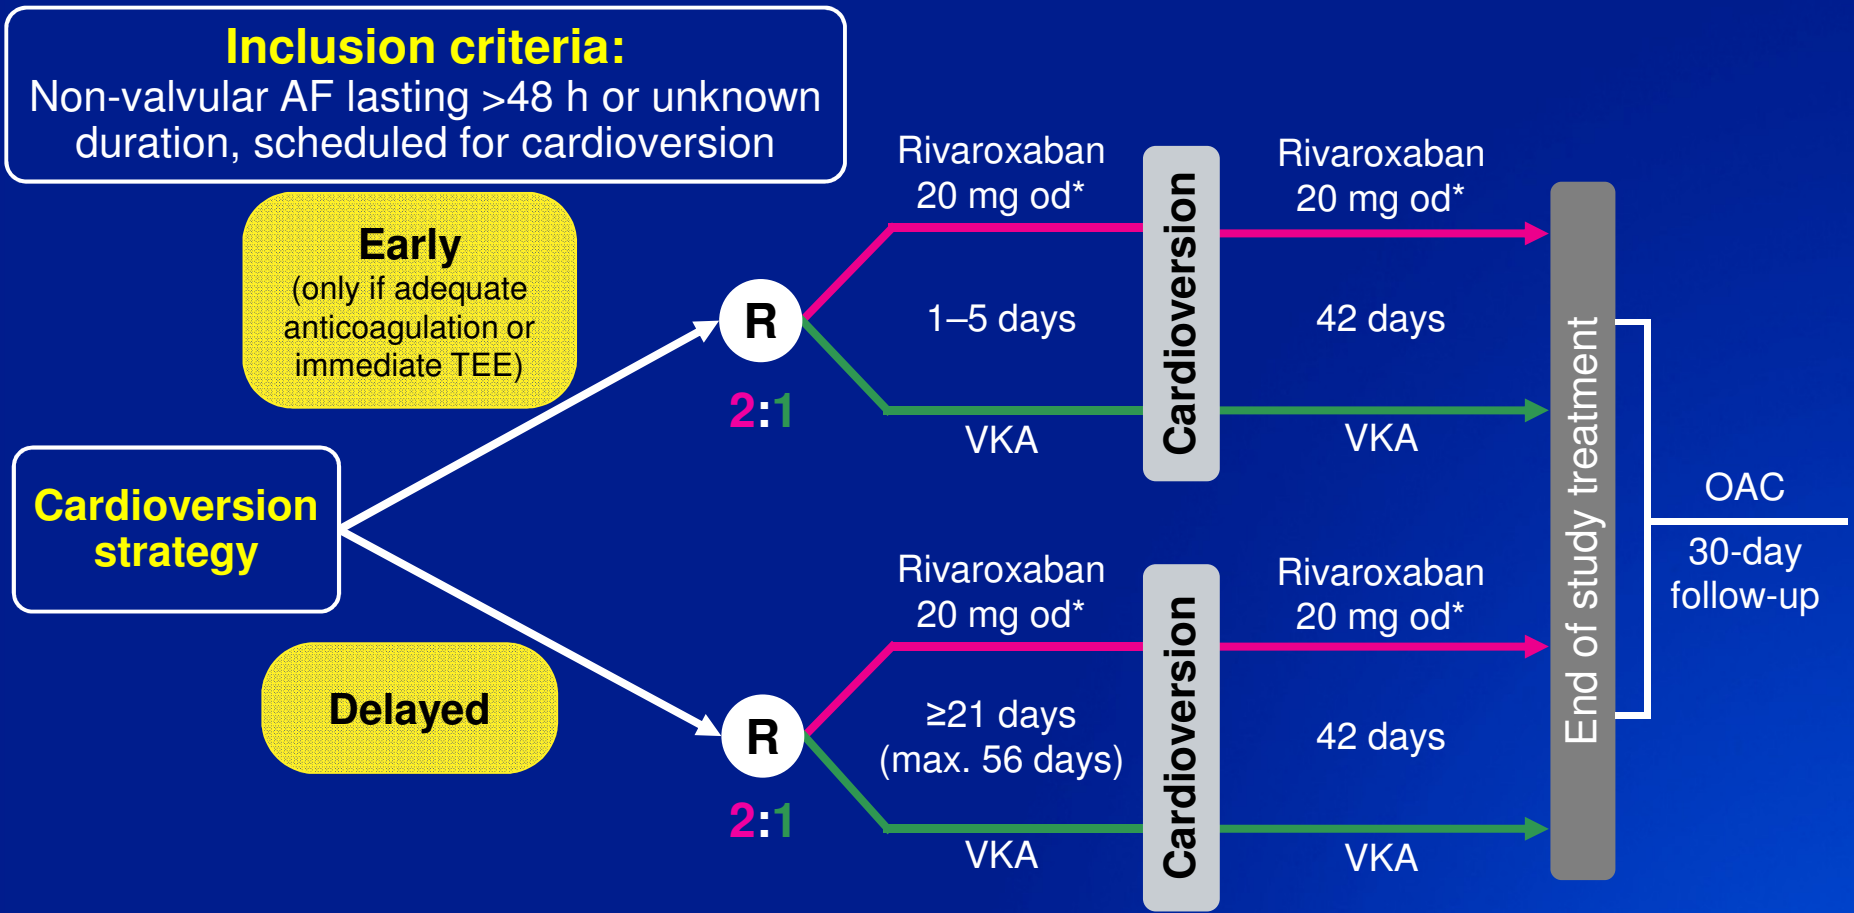 Inclusion criteria:
Non-valvular AF lasting >48 h or unknown
duration, scheduled for cardioversion
Early
(only if adequate
anticoagulation or
immediate TEE)
Cardioversion
strategy
Delayed
R
2:1
Rivaroxaban
20 mg od*
1–5 days
VKA
Cardioversion
Rivaroxaban
20 mg od*
42 days
VKA
R
2:1
Rivaroxaban
20 mg od*
≥21 days
(max. 56 days)
VKA
Cardioversion
Rivaroxaban
20 mg od*
42 days
VKA
End of study treatment
OAC
30-day
follow-up